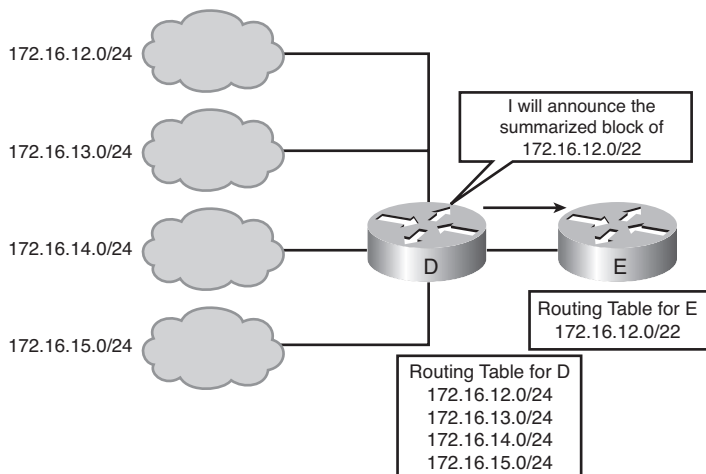 172.16.12.0/24
172.16.13.0/24
172.16.14.0/24
172.16.15.0/24
I will announce the
summarized block of
172.16.12.0/22
D
E
Routing Table for E
172.16.12.0/22
Routing Table for D
172.16.12.0/24
172.16.13.0/24
172.16.14.0/24
172.16.15.0/24